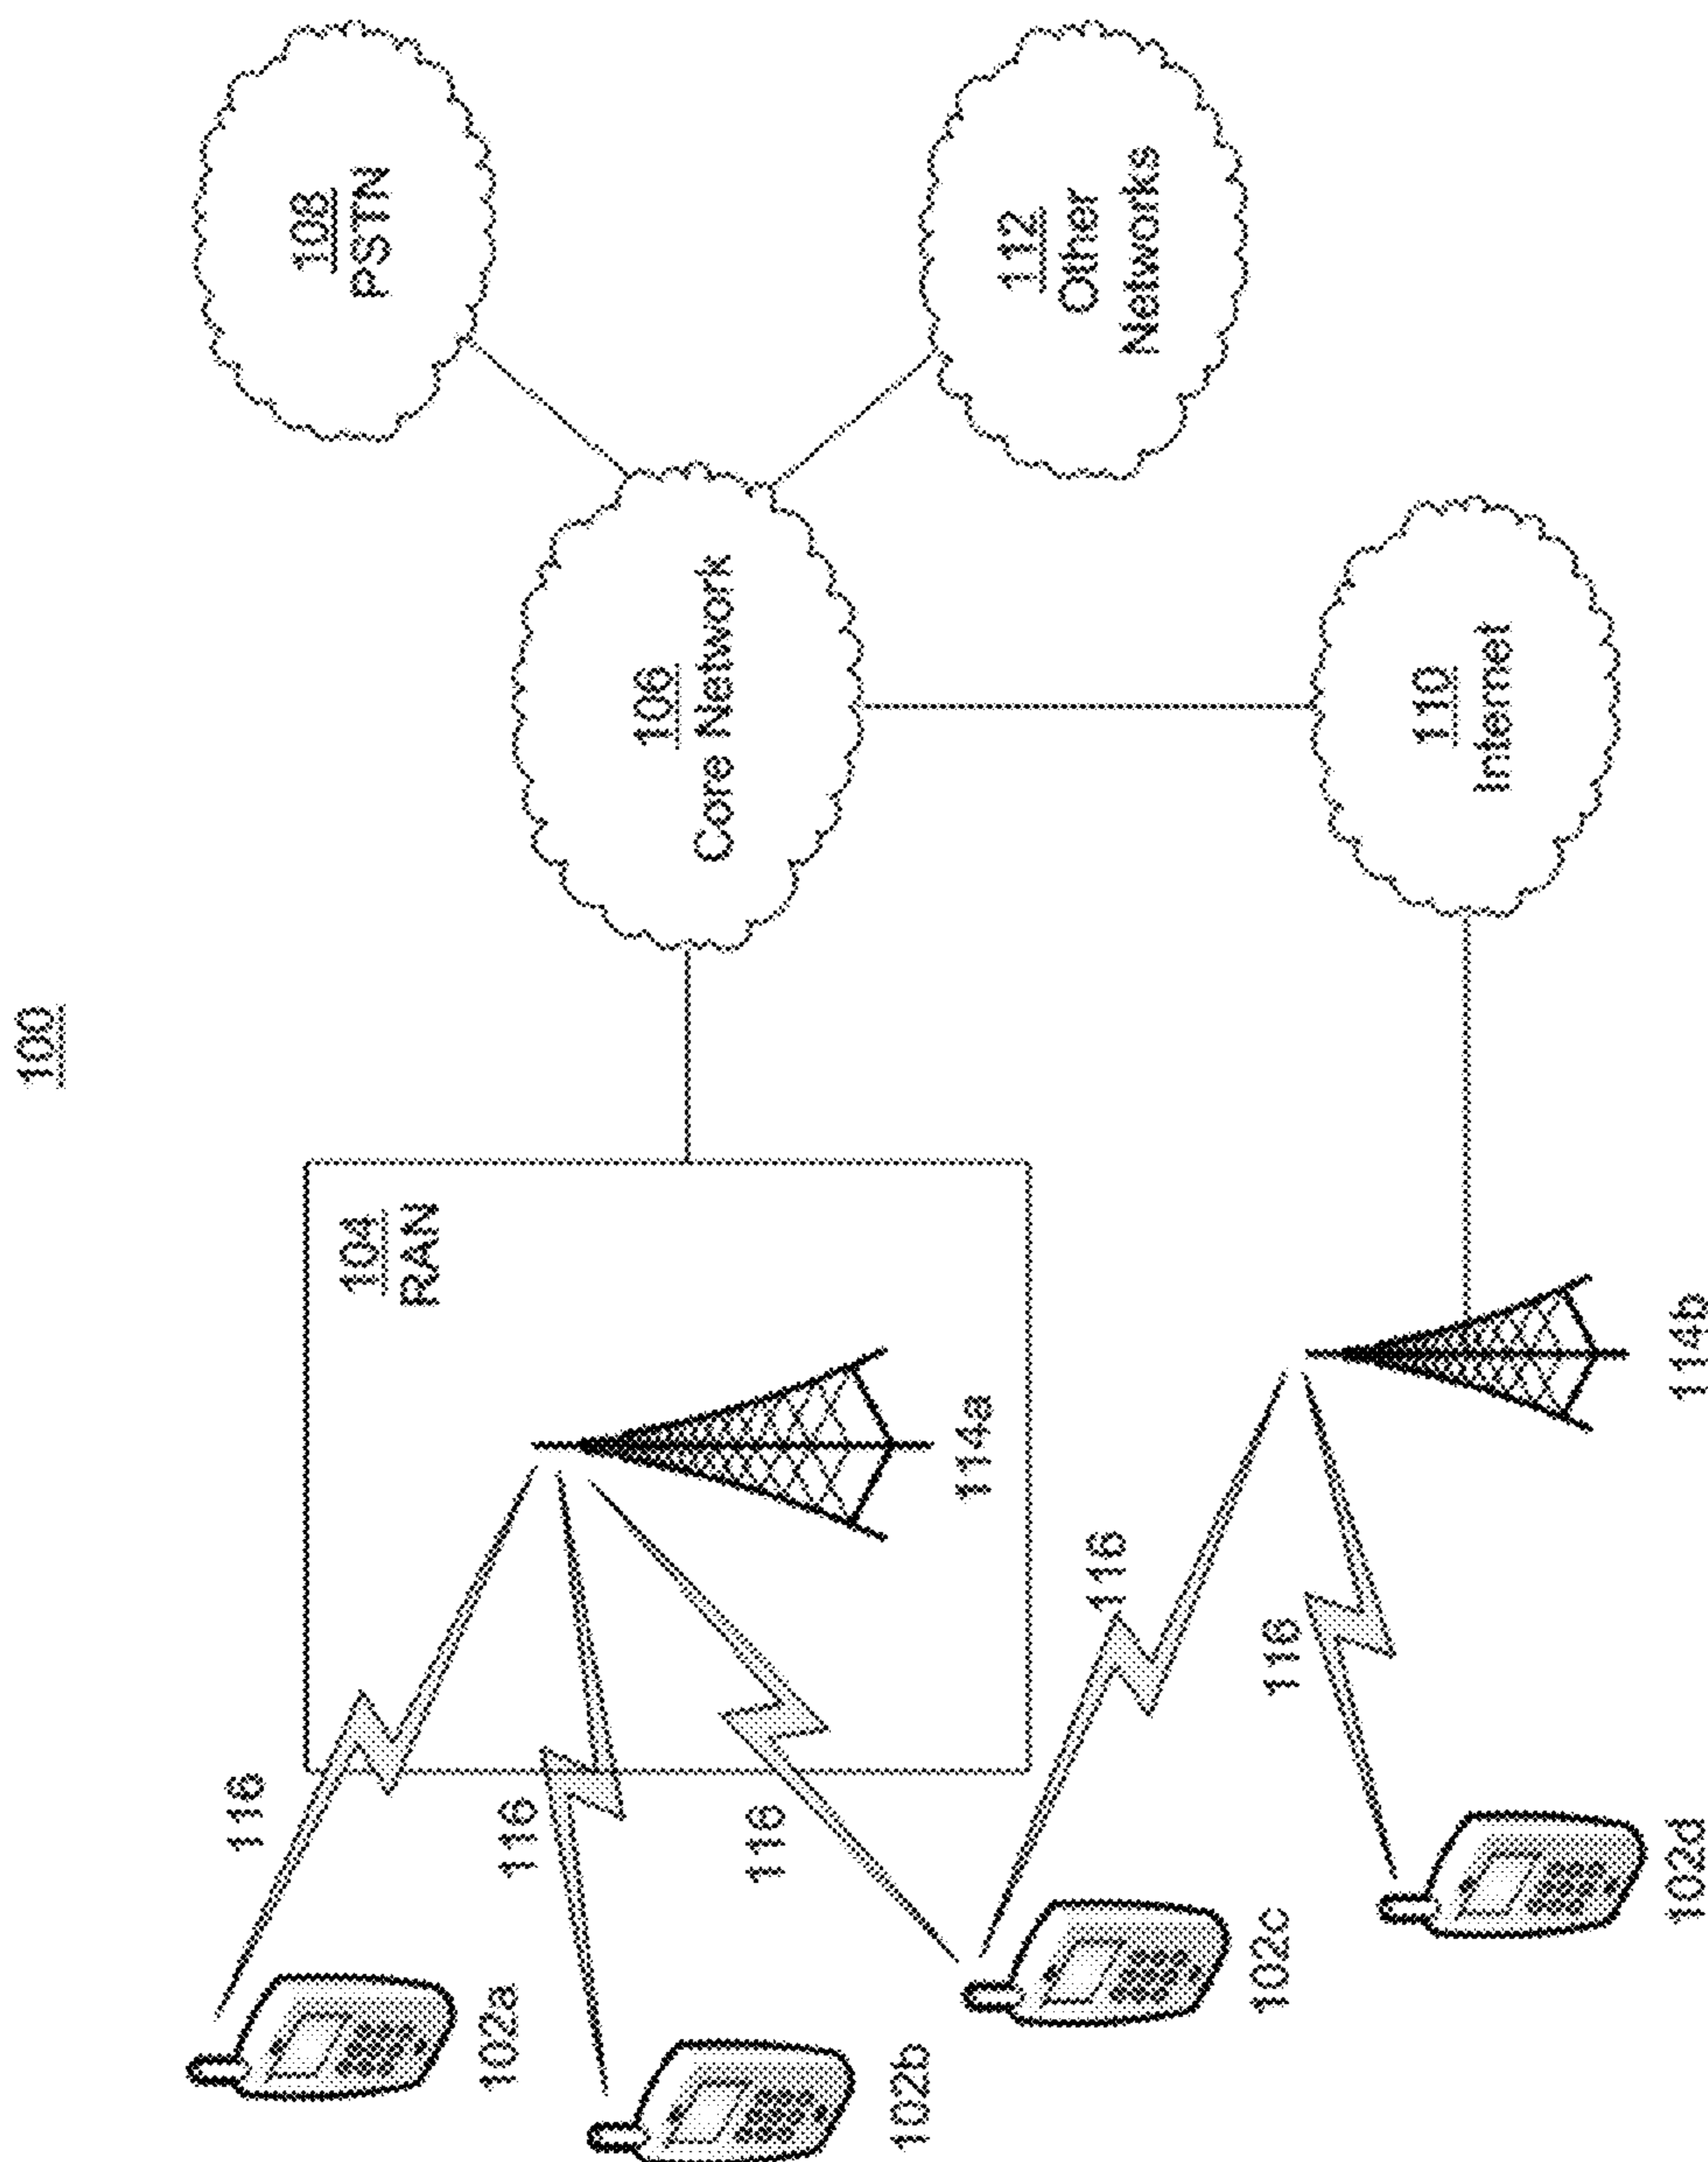 100
116
104
RAN
108
PSTN
102a
116
106
Core Network
116
102b
114a
112
Other
Networks
116
102c
116
110
Internet
102d
114b